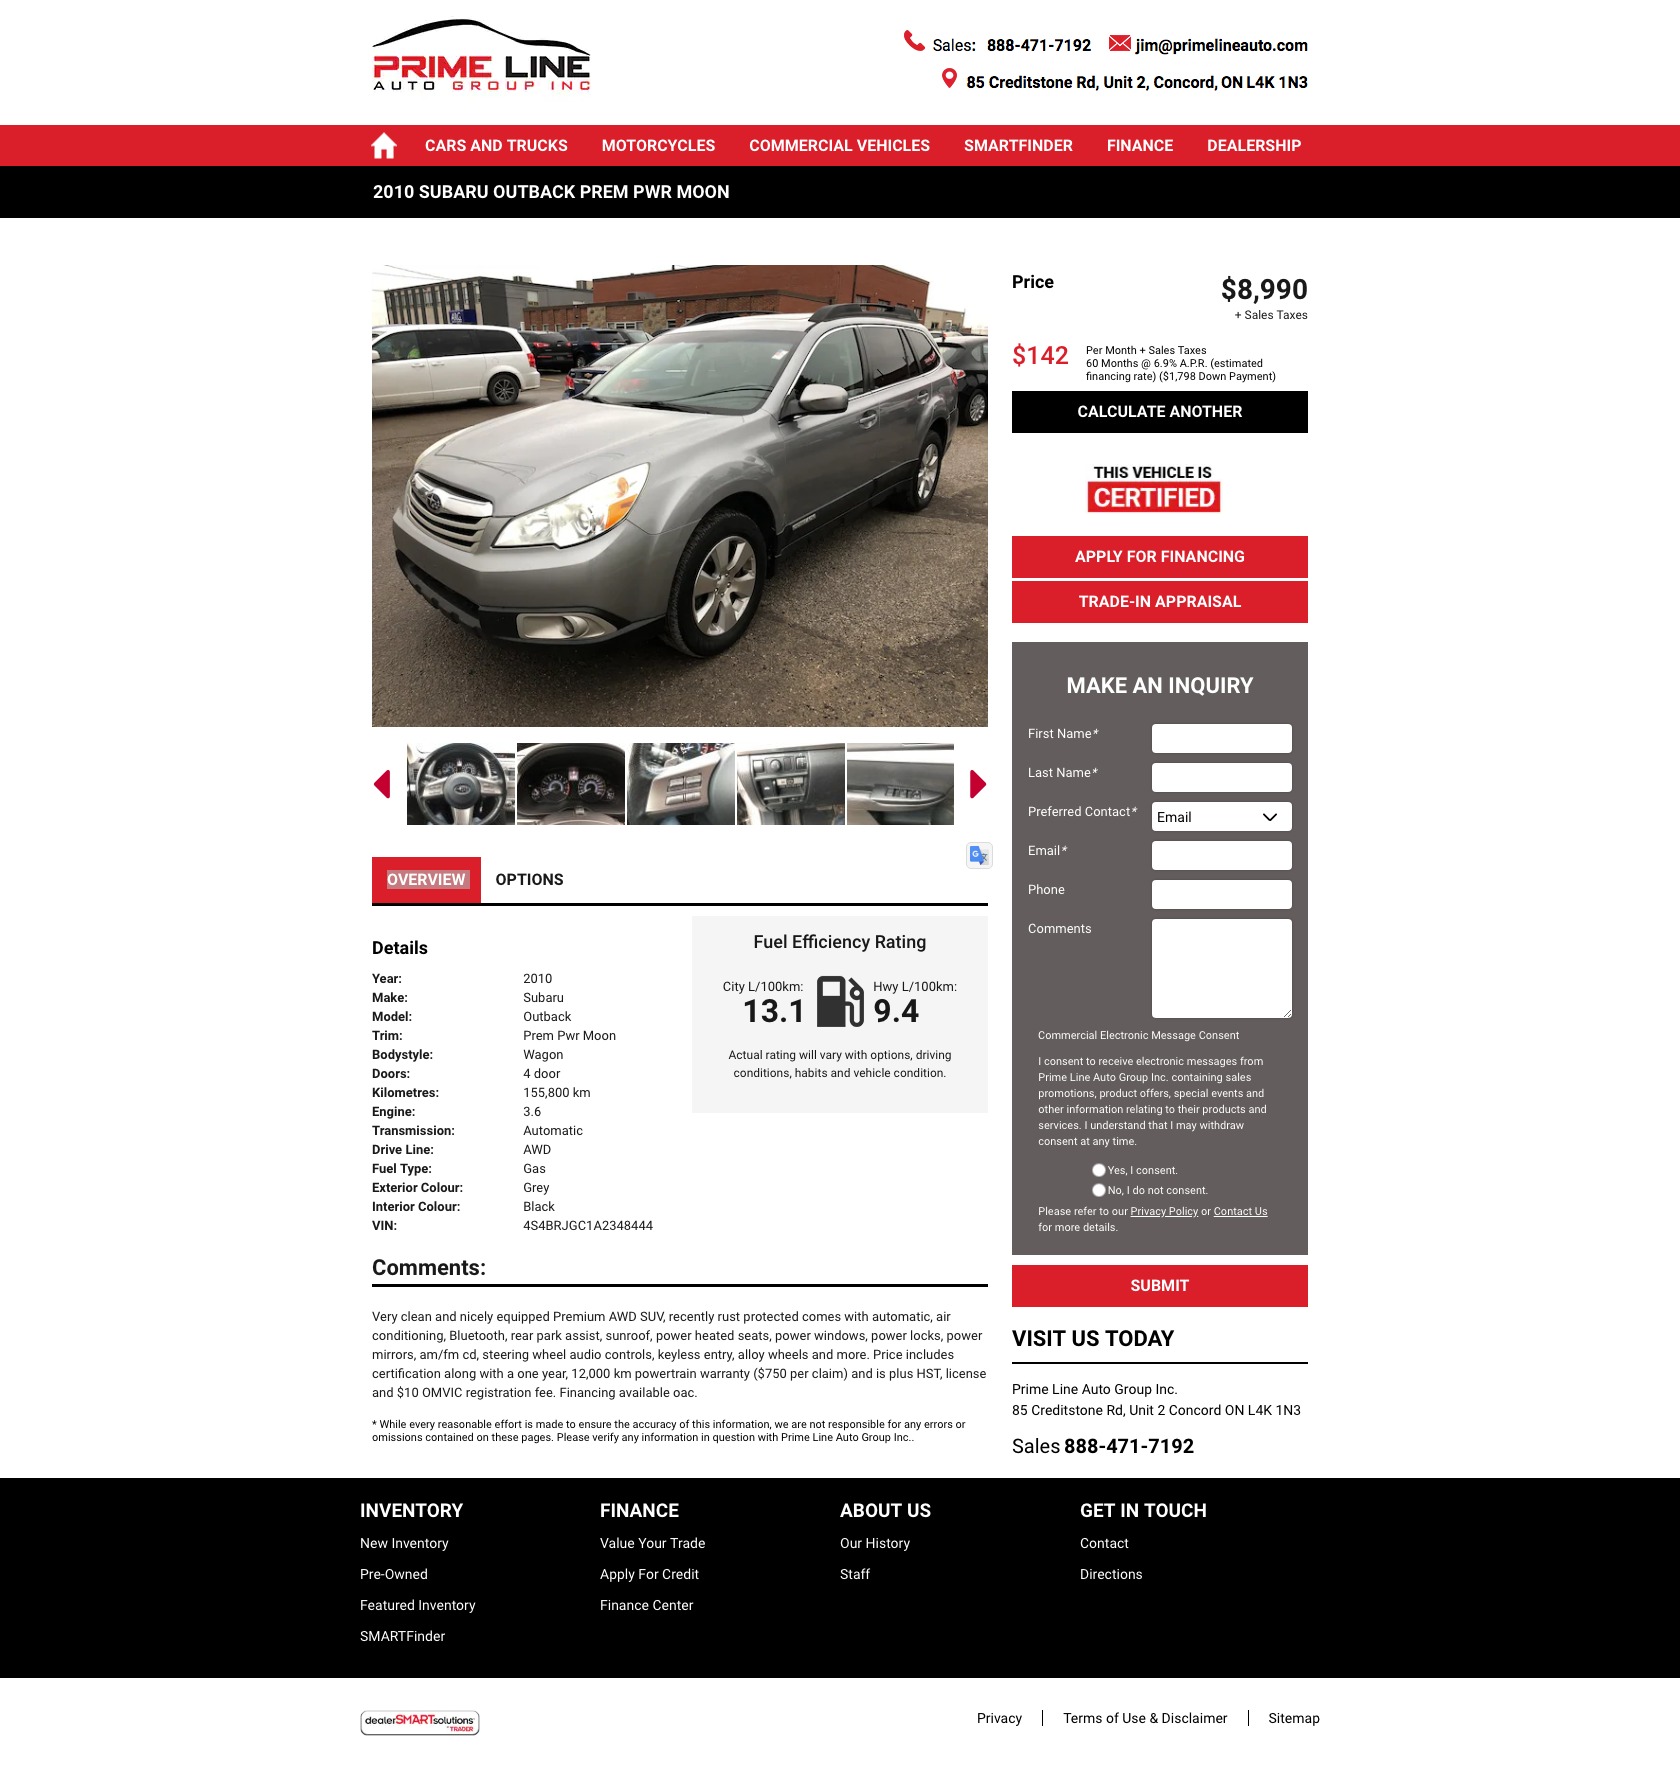 PRIME LINE
AUTO GROUP INC
Sales: 888-471-7192 jim@primelineauto.com
85 Creditstone Rd, Unit 2, Concord, ON L4K 1N3
CARS AND TRUCKS MOTORCYCLES COMMERCIAL VEHICLES SMARTFINDER FINANCE DEALERSHIP
2010 SUBARU OUTBACK PREM PWR MOON
Price
$8,990
+ Sales Taxes
$142
Per Month + Sales Taxes
60 Months @ 6.9% A.P.R. (estimated
financing rate) ($1,798 Down Payment)
CALCULATE ANOTHER
THIS VEHICLE IS
CERTIFIED
APPLY FOR FINANCING
TRADE-IN APPRAISAL
MAKE AN INQUIRY
First Name*
Last Name*
Preferred Contact* Email
Email*
Phone
Comments
Commercial Electronic Message Consent
I consent to receive electronic messages from
Prime Line Auto Group Inc. containing sales
promotions, product offers, special events and
other information relating to their products and
services. I understand that I may withdraw
consent at any time.
Yes, I consent.
No, I do not consent.
Please refer to our Privacy Policy or Contact Us
for more details.
SUBMIT
VISIT US TODAY
Prime Line Auto Group Inc.
85 Creditstone Rd, Unit 2 Concord ON L4K 1N3
Sales 888-471-7192
OVERVIEW OPTIONS
Details
Year: 2010
Make: Subaru
Model: Outback
Trim: Prem Pwr Moon
Bodystyle: Wagon
Doors: 4 door
Kilometres: 155,800 km
Engine: 3.6
Transmission: Automatic
Drive Line: AWD
Fuel Type: Gas
Exterior Colour: Grey
Interior Colour: Black
VIN: 4S4BRJGC1A2348444
Fuel Efficiency Rating
City L/100km: Hwy L/100km:
13.1 9.4
Actual rating will vary with options, driving
conditions, habits and vehicle condition.
Comments:
Very clean and nicely equipped Premium AWD SUV, recently rust protected comes with automatic, air
conditioning, Bluetooth, rear park assist, sunroof, power heated seats, power windows, power locks, power
mirrors, am/fm cd, steering wheel audio controls, keyless entry, alloy wheels and more. Price includes
certification along with a one year, 12,000 km powertrain warranty ($750 per claim) and is plus HST, license
and $10 OMVIC registration fee. Financing available oac.
* While every reasonable effort is made to ensure the accuracy of this information, we are not responsible for any errors or
omissions contained on these pages. Please verify any information in question with Prime Line Auto Group Inc..
INVENTORY
New Inventory
Pre-Owned
Featured Inventory
SMARTFinder
FINANCE
Value Your Trade
Apply For Credit
Finance Center
ABOUT US
Our History
Staff
GET IN TOUCH
Contact
Directions
dealerSMARTsolutions
TRADER
Privacy Terms of Use & Disclaimer Sitemap